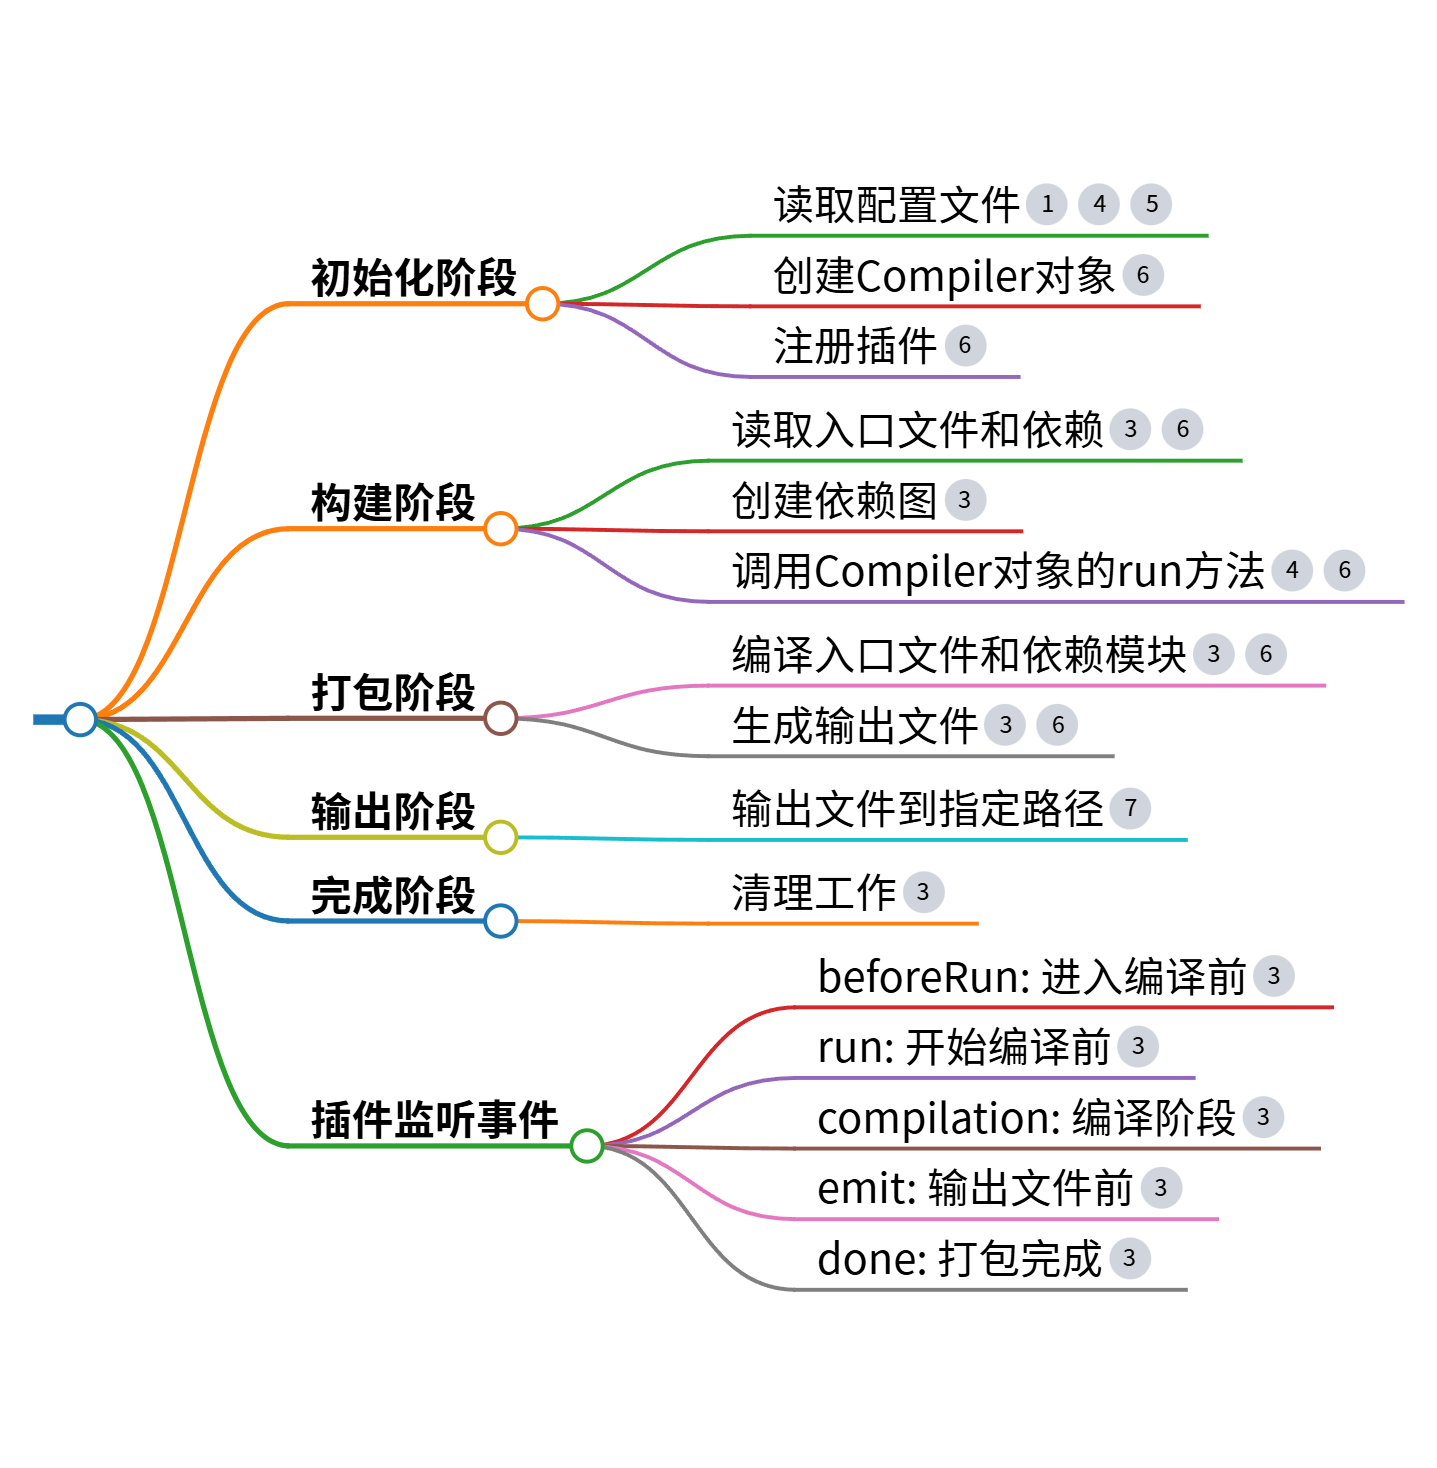 初始化阶段
读取配置文件 1 4 5
创建Compiler对象 6
注册插件 6
构建阶段
读取入口文件和依赖 3 6
创建依赖图 3
调用Compiler对象的run方法 4 6
打包阶段
编译入口文件和依赖模块 3 6
生成输出文件 3 6
输出阶段
输出文件到指定路径 7
完成阶段
清理工作 3
插件监听事件
beforeRun: 进入编译前 3
run: 开始编译前 3
compilation: 编译阶段 3
emit: 输出文件前 3
done: 打包完成 3